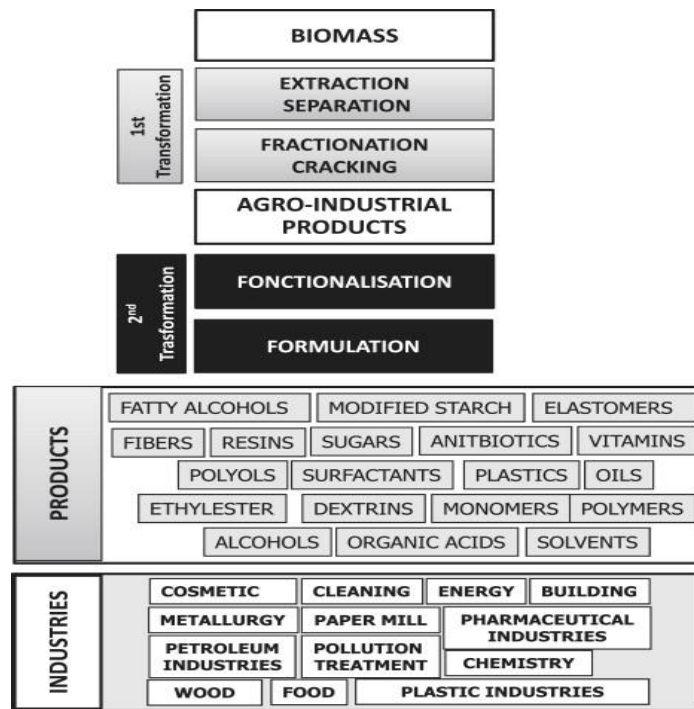 BIOMASS
1st
Transformation
EXTRACTION
SEPARATION
FRACTIONATION
CRACKING
AGRO-INDUSTRIAL
PRODUCTS
2nd
Trasformation
FONCTIONALISATION
FORMULATION
PRODUCTS
FATTY ALCOHOLS MODIFIED STARCH ELASTOMERS
FIBERS RESINS SUGARS ANITBIOTICS VITAMINS
POLYOLS SURFACTANTS PLASTICS OILS
ETHYLESTER DEXTRINS MONOMERS POLYMERS
ALCOHOLS ORGANIC ACIDS SOLVENTS
INDUSTRIES
COSMETIC CLEANING ENERGY BUILDING
METALLURGY PAPER MILL PHARMACEUTICAL
INDUSTRIES
PETROLEUM
INDUSTRIES
POLLUTION
TREATMENT
CHEMISTRY
WOOD FOOD PLASTIC INDUSTRIES